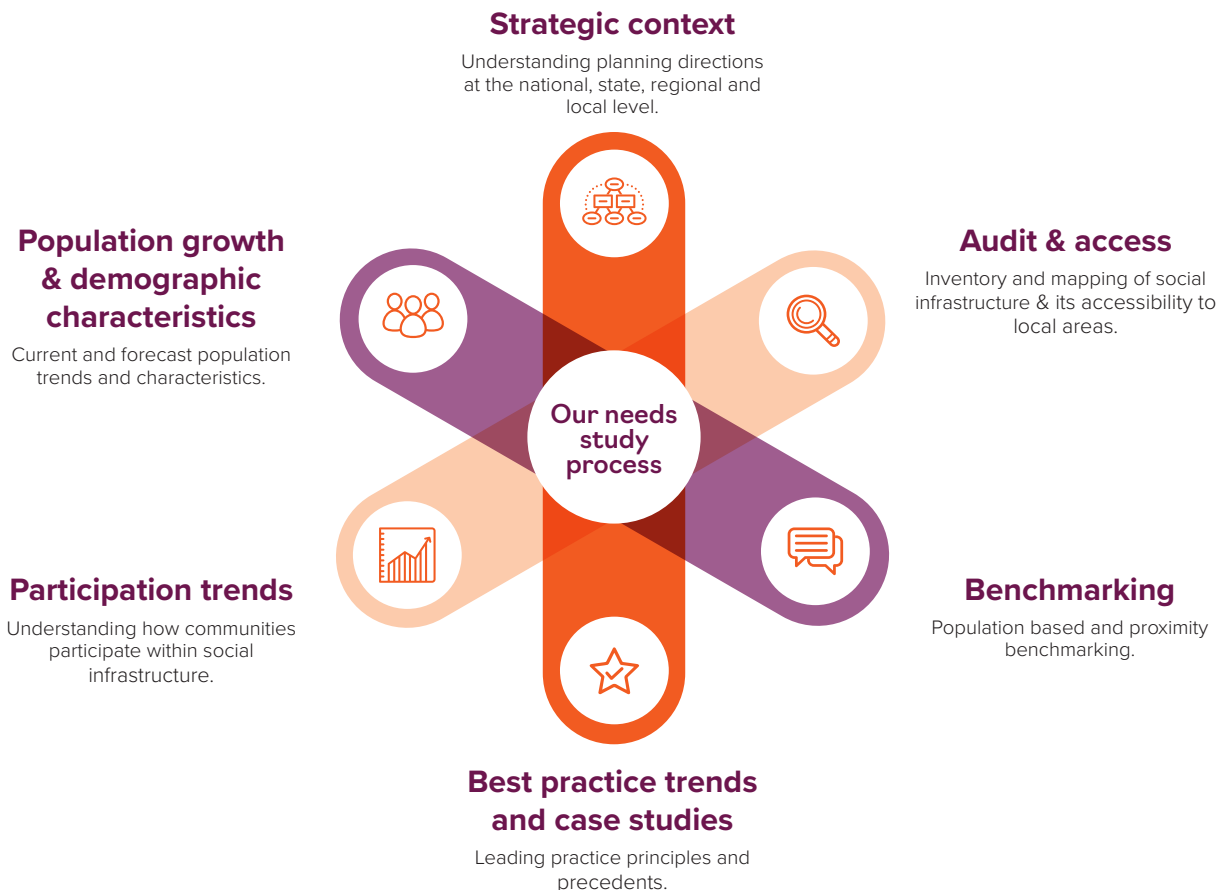 Strategic context
Understanding planning directions
at the national, state, regional and
local level.
Population growth
& demographic
characteristics
Current and forecast population
trends and characteristics.
Audit & access
Inventory and mapping of social
infrastructure & its accessibility to
local areas.
Our needs
study
process
Participation trends
Understanding how communities
participate within social
infrastructure.
Benchmarking
Population based and proximity
benchmarking.
Best practice trends
and case studies
Leading practice principles and
precedents.